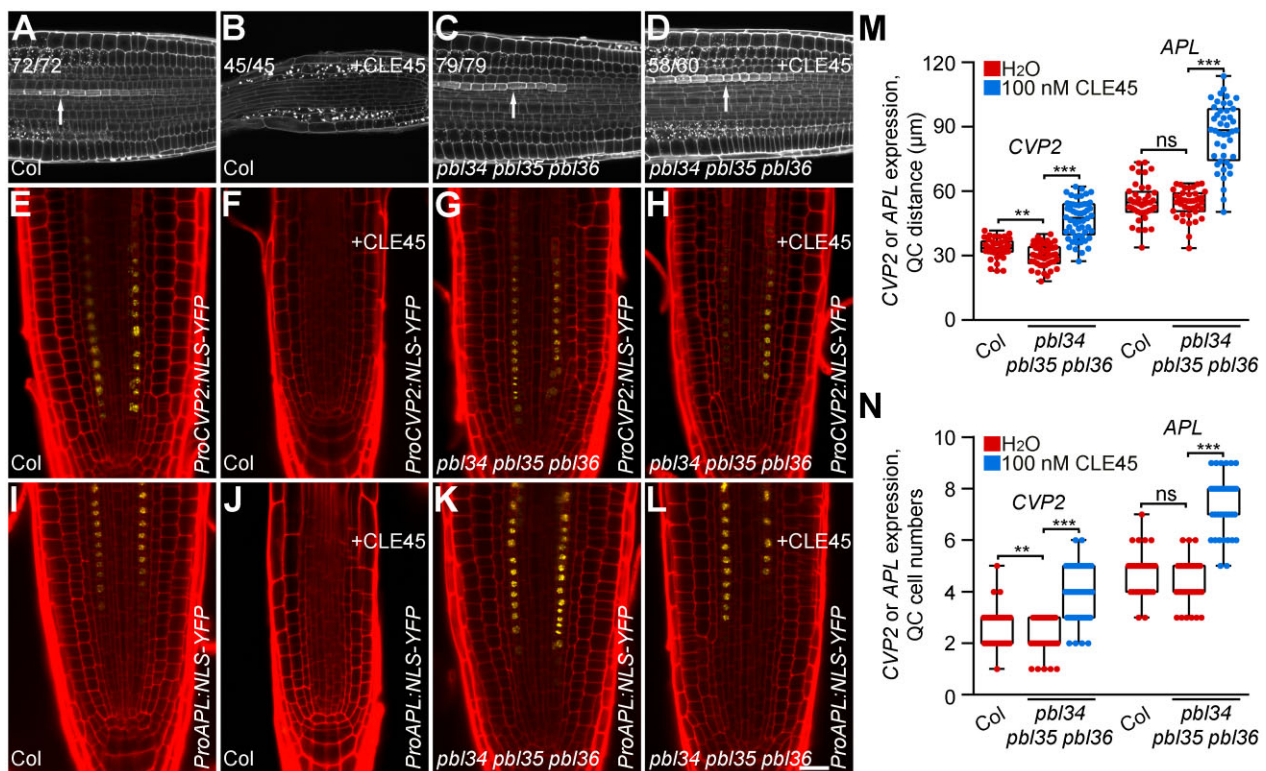 A
72/72
Col
B
45/45 +CLE45
Col
C
79/79
pbl34 pbl35 pbl36
D
58/60 +CLE45
pbl34 pbl35 pbl36
E
Col
ProCVP2:NLS-YFP
F
+CLE45
Col
ProCVP2:NLS-YFP
G
pbl34 pbl35 pbl36
ProCVP2:NLS-YFP
H
+CLE45
pbl34 pbl35 pbl36
ProCVP2:NLS-YFP
I
Col
ProAPL:NLS-YFP
J
+CLE45
Col
ProAPL:NLS-YFP
K
pbl34 pbl35 pbl36
ProAPL:NLS-YFP
L
+CLE45
pbl34 pbl35 pbl36
ProAPL:NLS-YFP
M
CVP2 or APL expression,
QC distance (µm)
120
90
60
30
0
H2O
100 nM CLE45
APL
***
CVP2
***
ns
**
Col
pbl34
pbl35 pbl36
Col
pbl34
pbl35 pbl36
N
CVP2 or APL expression,
QC cell numbers
10
8
6
4
2
0
H2O
100 nM CLE45
APL
***
CVP2
***
ns
**
Col
pbl34
pbl35 pbl36
Col
pbl34
pbl35 pbl36